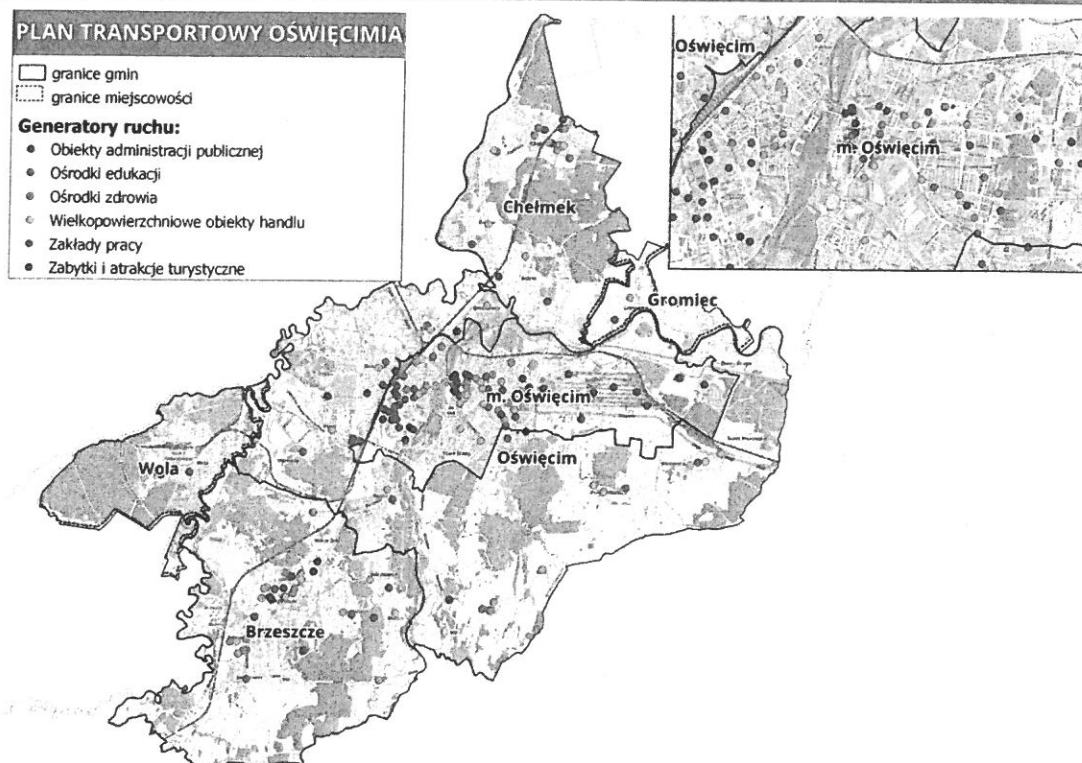 PLAN TRANSPORTOWY OŚWIĘCIMIA
granice gmin
granice miejscowości
Generatory ruchu:
Obiekty administracji publicznej
Ośrodki edukacji
Ośrodki zdrowia
Wielkopowierzchniowe obiekty handlu
Zakłady pracy
Zabytki i atrakcje turystyczne
Oświęcim
m. Oświęcim
Chełmek
Gromiec
m. Oświęcim
Oświęcim
Wola
Brzeszcze